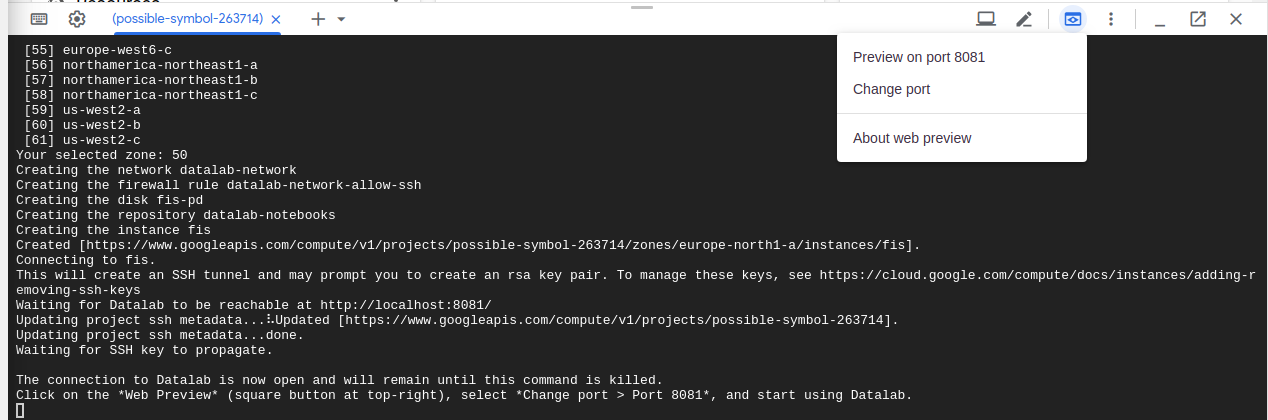 (possible-symbol-263714)
Preview on port 8081
Change port
About web preview
[55] europe-west6-c
[56] northamerica-northeast1-a
[57] northamerica-northeast1-b
[58] northamerica-northeast1-c
[59] us-west2-a
[60] us-west2-b
[61] us-west2-c
Your selected zone: 50
Creating the network datalab-network
Creating the firewall rule datalab-network-allow-ssh
Creating the disk fis-pd
Creating the repository datalab-notebooks
Creating the instance fis
Created [https://www.googleapis.com/compute/v1/projects/possible-symbol-263714/zones/europe-north1-a/instances/fis].
Connecting to fis.
This will create an SSH tunnel and may prompt you to create an rsa key pair. To manage these keys, see https://cloud.google.com/compute/docs/instances/adding-r
emoving-ssh-keys
Waiting for Datalab to be reachable at http://localhost:8081/
Updating project ssh metadata...⠧Updated [https://www.googleapis.com/compute/v1/projects/possible-symbol-263714].
Updating project ssh metadata...done.
Waiting for SSH key to propagate.
The connection to Datalab is now open and will remain until this command is killed.
Click on the *Web Preview* (square button at top-right), select *Change port > Port 8081*, and start using Datalab.